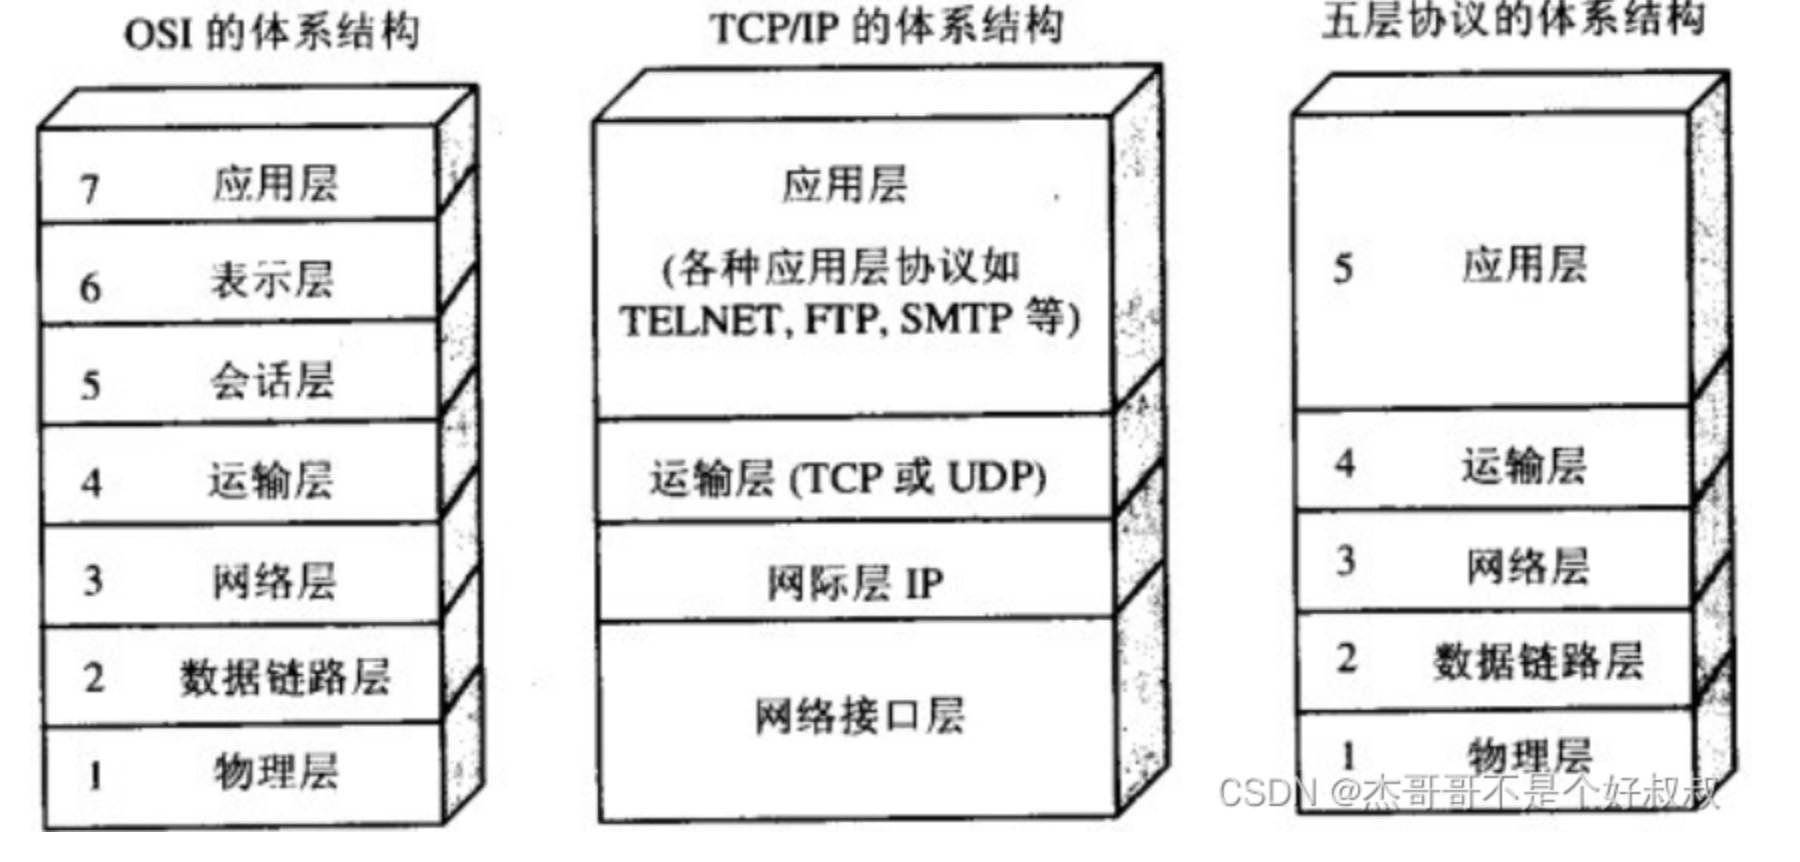 OSI 的体系结构
7 应用层
6 表示层
5 会话层
4 运输层
3 网络层
2 数据链路层
1 物理层
TCP/IP 的体系结构
应用层
(各种应用层协议如
TELNET, FTP, SMTP 等)
运输层 (TCP 或 UDP)
网际层 IP
网络接口层
五层协议的体系结构
5 应用层
4 运输层
3 网络层
2 数据链路层
1 物理层
CSDN @杰哥哥不是个好叔叔